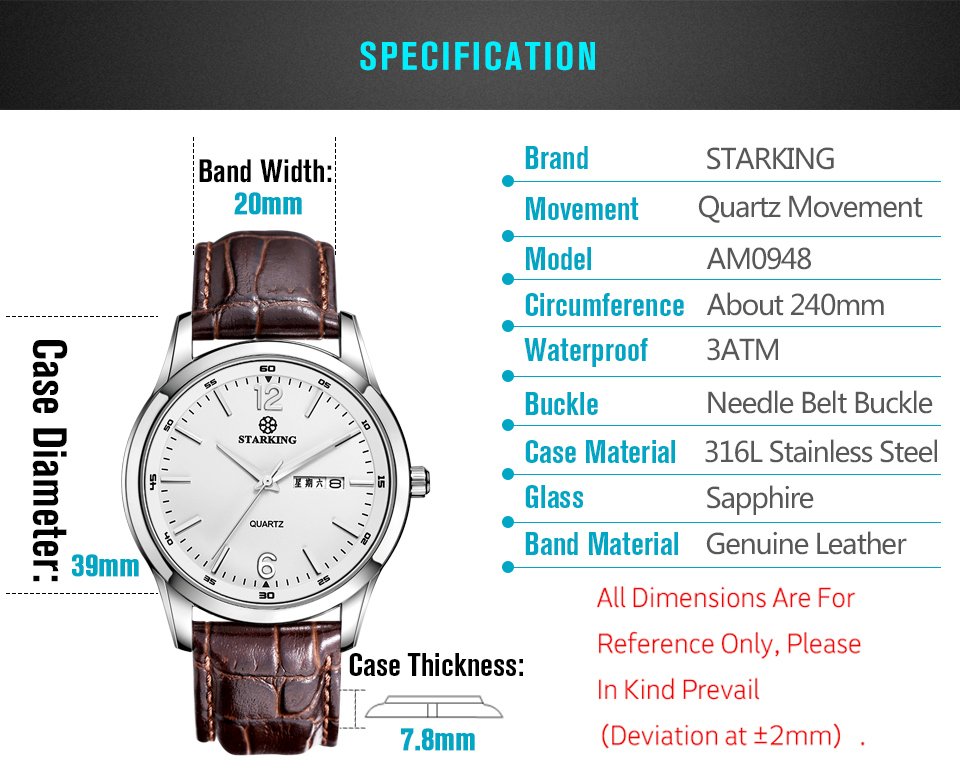 SPECIFICATION
Band Width:
20mm
Case Diameter:
39mm
60
05
15
20
25
30
35
40
45
50
55
12
STARKING
星期六 8
QUARTZ
6
Case Thickness:
7.8mm
Brand STARKING
Movement Quartz Movement
Model AM0948
Circumference About 240mm
Waterproof 3ATM
Buckle Needle Belt Buckle
Case Material 316L Stainless Steel
Glass Sapphire
Band Material Genuine Leather
All Dimensions Are For
Reference Only, Please
In Kind Prevail
(Deviation at ±2mm) .